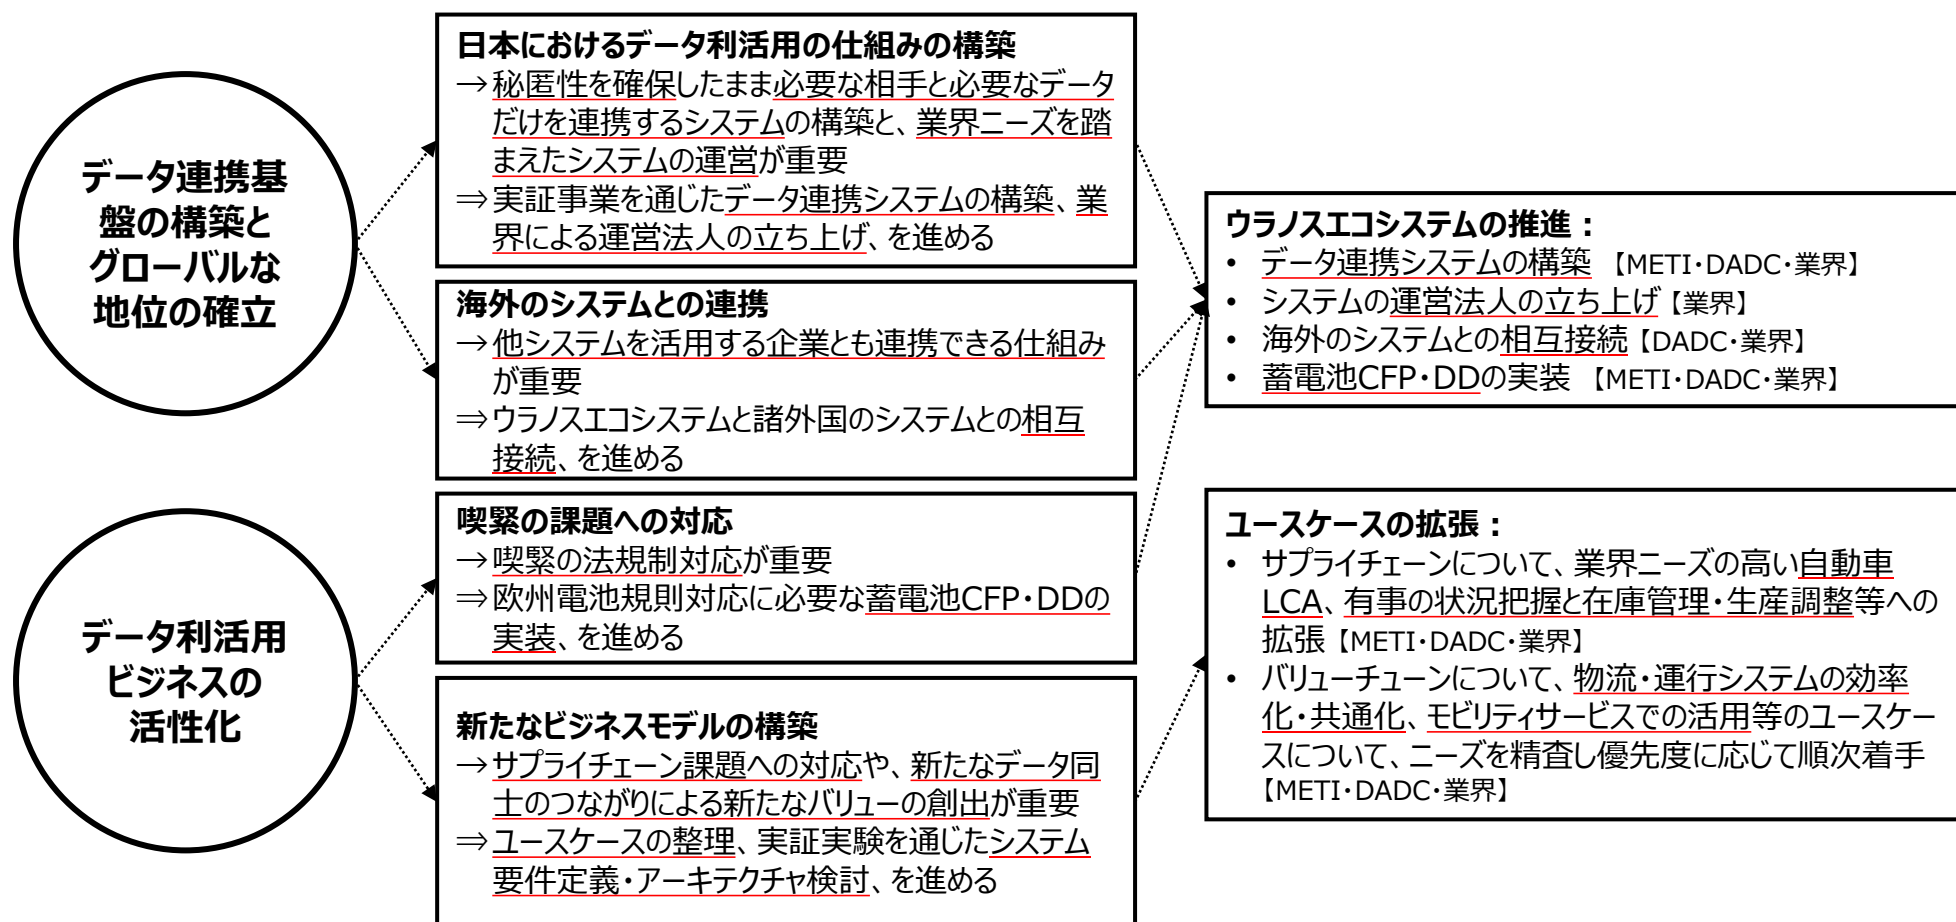 データ連携基
盤の構築と
グローバルな
地位の確立
データ利活用
ビジネスの
活性化
日本におけるデータ利活用の仕組みの構築
→秘匿性を確保したまま必要な相手と必要なデータ
だけを連携するシステムの構築と、業界ニーズを踏
まえたシステムの運営が重要
⇒実証事業を通じたデータ連携システムの構築、業
界による運営法人の立ち上げ、を進める
海外のシステムとの連携
→他システムを活用する企業とも連携できる仕組み
が重要
⇒ウラノスエコシステムと諸外国のシステムとの相互
接続、を進める
喫緊の課題への対応
→喫緊の法規制対応が重要
⇒欧州電池規則対応に必要な蓄電池CFP・DDの
実装、を進める
新たなビジネスモデルの構築
→サプライチェーン課題への対応や、新たなデータ同
士のつながりによる新たなバリューの創出が重要
⇒ユースケースの整理、実証実験を通じたシステム
要件定義・アーキテクチャ検討、を進める
ウラノスエコシステムの推進：
• データ連携システムの構築 【METI・DADC・業界】
• システムの運営法人の立ち上げ【業界】
• 海外のシステムとの相互接続【DADC・業界】
• 蓄電池CFP・DDの実装 【METI・DADC・業界】
ユースケースの拡張：
• サプライチェーンについて、業界ニーズの高い自動車
LCA、有事の状況把握と在庫管理・生産調整等への
拡張【METI・DADC・業界】
• バリューチューンについて、物流・運行システムの効率
化・共通化、モビリティサービスでの活用等のユースケー
スについて、ニーズを精査し優先度に応じて順次着手
【METI・DADC・業界】